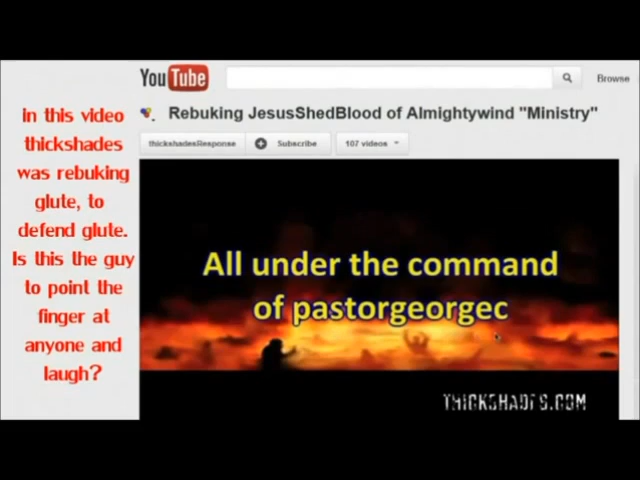 You Tube
Browse
Rebuking JesusShedBlood of Almightywind "Ministry"
thickshadesResponse
Subscribe
107 videos
in this video
thickshades
was rebuking
glute, to
defend glute.
Is this the guy
to point the
finger at
anyone and
laugh?
All under the command
of pastorgeorgec
THICKSHADES.COM